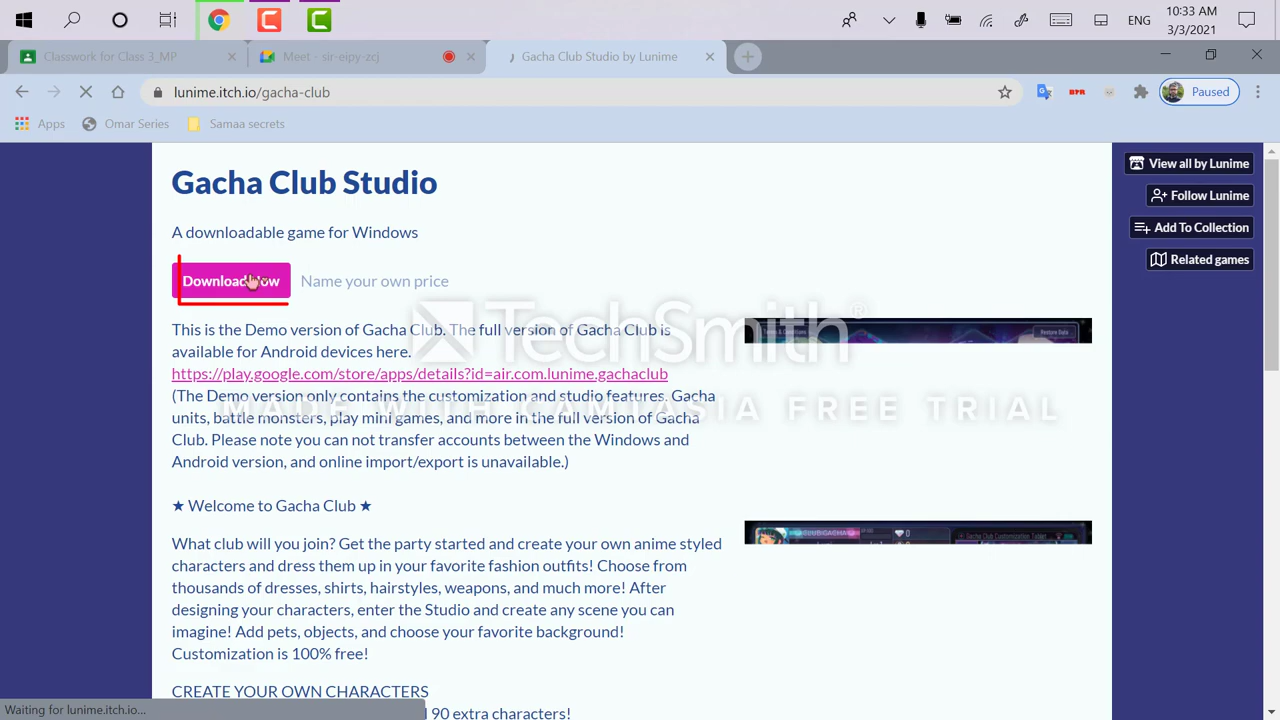 ENG
10:33 AM
3/3/2021
Classwork for Class 3_MP
Meet - sir-eipy-zcj
Gacha Club Studio by Lunime
lunime.itch.io/gacha-club
BPR
Paused
Apps
Omar Series
Samaa secrets
View all by Lunime
Follow Lunime
Add To Collection
Related games
Gacha Club Studio
A downloadable game for Windows
Download Now
Name your own price
This is the Demo version of Gacha Club. The full version of Gacha Club is
available for Android devices here.
https://play.google.com/store/apps/details?id=air.com.lunime.gachaclub
(The Demo version only contains the customization and studio features. Gacha
units, battle monsters, play mini games, and more in the full version of Gacha
Club. Please note you can not transfer accounts between the Windows and
Android version, and online import/export is unavailable.)
TechSmith®
MADE WITH CAMTASIA FREE TRIAL
Restore Data
★ Welcome to Gacha Club ★
What club will you join? Get the party started and create your own anime styled
characters and dress them up in your favorite fashion outfits! Choose from
thousands of dresses, shirts, hairstyles, weapons, and much more! After
designing your characters, enter the Studio and create any scene you can
imagine! Add pets, objects, and choose your favorite background!
Customization is 100% free!
CREATE YOUR OWN CHARACTERS
90 extra characters!
Waiting for lunime.itch.io...